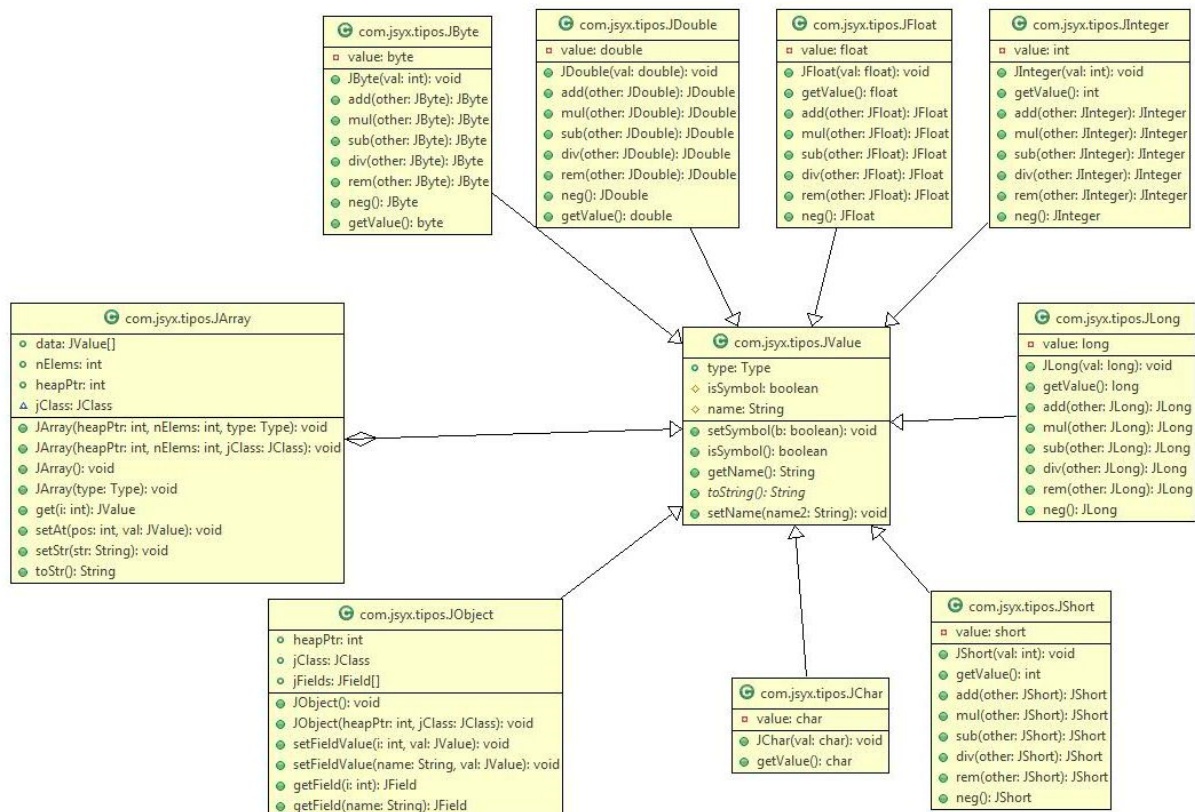 com.jsyx.tipos.JByte
value: byte
JByte(val: int): void
add(other: JByte): JByte
mul(other: JByte): JByte
sub(other: JByte): JByte
div(other: JByte): JByte
rem(other: JByte): JByte
neg(): JByte
getValue(): byte
com.jsyx.tipos.JDouble
value: double
JDouble(val: double): void
add(other: JDouble): JDouble
mul(other: JDouble): JDouble
sub(other: JDouble): JDouble
div(other: JDouble): JDouble
rem(other: JDouble): JDouble
neg(): JDouble
getValue(): double
com.jsyx.tipos.JFloat
value: float
JFloat(val: float): void
getValue(): float
add(other: JFloat): JFloat
mul(other: JFloat): JFloat
sub(other: JFloat): JFloat
div(other: JFloat): JFloat
rem(other: JFloat): JFloat
neg(): JFloat
com.jsyx.tipos.JInteger
value: int
JInteger(val: int): void
getValue(): int
add(other: JInteger): JInteger
mul(other: JInteger): JInteger
sub(other: JInteger): JInteger
div(other: JInteger): JInteger
rem(other: JInteger): JInteger
neg(): JInteger
com.jsyx.tipos.JArray
data: JValue[]
nElems: int
heapPtr: int
jClass: JClass
JArray(heapPtr: int, nElems: int, type: Type): void
JArray(heapPtr: int, nElems: int, jClass: JClass): void
JArray(): void
JArray(type: Type): void
get(i: int): JValue
setAt(pos: int, val: JValue): void
setStr(str: String): void
toStr(): String
com.jsyx.tipos.JValue
type: Type
isSymbol: boolean
name: String
setSymbol(b: boolean): void
isSymbol(): boolean
getName(): String
toString(): String
setName(name2: String): void
com.jsyx.tipos.JLong
value: long
JLong(val: long): void
getValue(): long
add(other: JLong): JLong
mul(other: JLong): JLong
sub(other: JLong): JLong
div(other: JLong): JLong
rem(other: JLong): JLong
neg(): JLong
com.jsyx.tipos.JObject
heapPtr: int
jClass: JClass
jFields: JField[]
JObject(): void
JObject(heapPtr: int, jClass: JClass): void
setFieldValue(i: int, val: JValue): void
setFieldValue(name: String, val: JValue): void
getField(i: int): JField
getField(name: String): JField
com.jsyx.tipos.JChar
value: char
JChar(val: char): void
getValue(): char
com.jsyx.tipos.JShort
value: short
JShort(val: int): void
getValue(): int
add(other: JShort): JShort
mul(other: JShort): JShort
sub(other: JShort): JShort
div(other: JShort): JShort
rem(other: JShort): JShort
neg(): JShort